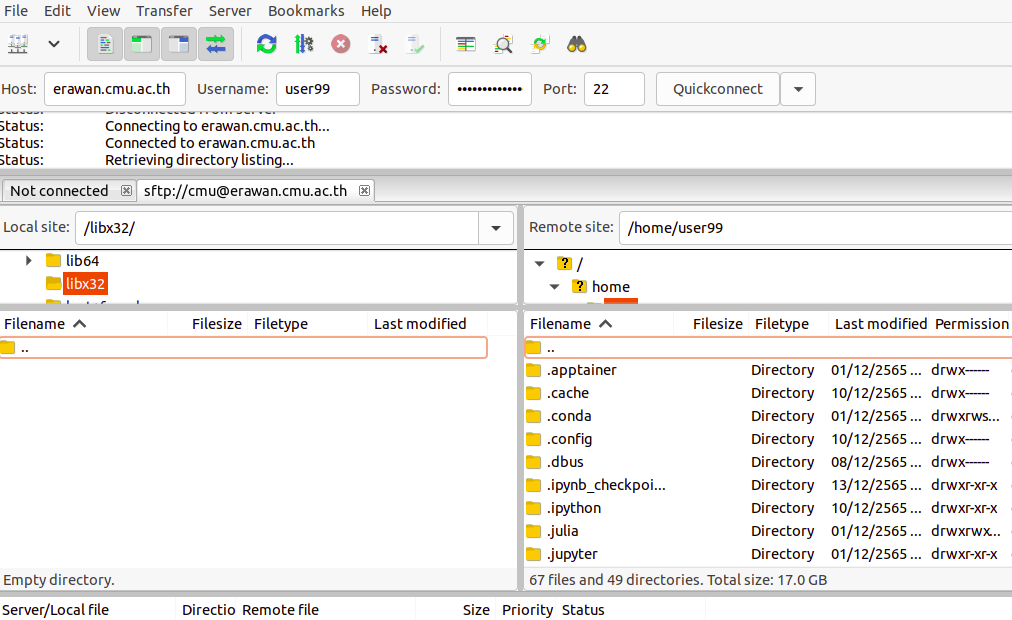 File Edit View Transfer Server Bookmarks Help
Host: erawan.cmu.ac.th Username: user99 Password: ••••••••••••• Port: 22 Quickconnect
Status: Disconnected from server
Status: Connecting to erawan.cmu.ac.th...
Status: Connected to erawan.cmu.ac.th
Status: Retrieving directory listing...
Not connected sftp://cmu@erawan.cmu.ac.th
Local site: /libx32/ Remote site: /home/user99
lib64 ? /
libx32 ? home
Filename Filesize Filetype Last modified Filename Filesize Filetype Last modified Permission
.. ..
.apptainer Directory 01/12/2565 ... drwx------
.cache Directory 10/12/2565 ... drwx------
.conda Directory 01/12/2565 ... drwxrws...
.config Directory 10/12/2565 ... drwx------
.dbus Directory 08/12/2565 ... drwx------
.ipynb_checkpoi... Directory 13/12/2565 ... drwxr-xr-x
.ipython Directory 10/12/2565 ... drwxr-xr-x
.julia Directory 01/12/2565 ... drwxrwx...
.jupyter Directory 01/12/2565 ... drwxr-xr-x
Empty directory. 67 files and 49 directories. Total size: 17.0 GB
Server/Local file Directio Remote file Size Priority Status